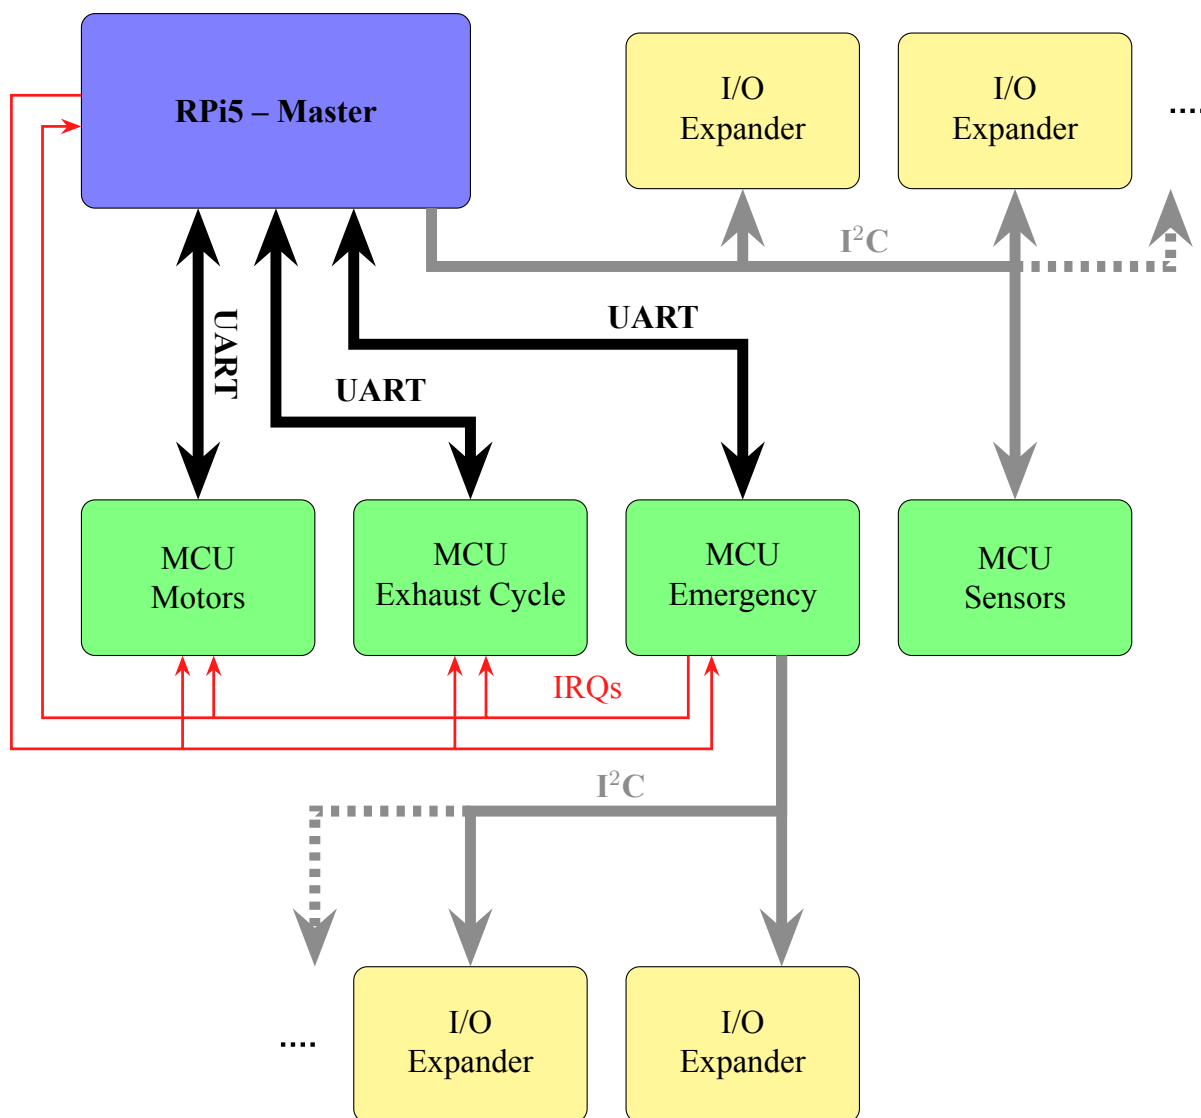 RPi5 – Master
I/O
Expander
I/O
Expander
....
I²C
UART
UART
UART
MCU
Motors
MCU
Exhaust Cycle
MCU
Emergency
MCU
Sensors
IRQs
I²C
....
I/O
Expander
I/O
Expander